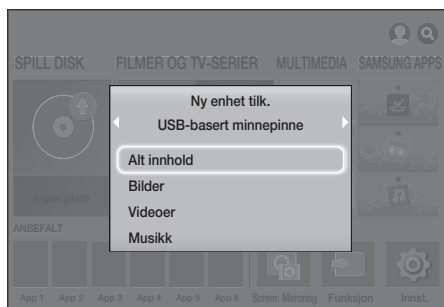 SPILL DISK FILMER OG TV-SERIER MULTIMEDIA SAMSUNG APPS
Ny enhet tilk.
USB-basert minnepinne
Alt innhold
Bilder
Videoer
Musikk
Ingen plate
ANBEFALT
App 1 App 2 App 3 App 4 App 5 App 6 Screen Mirroring Funksjon Innst.